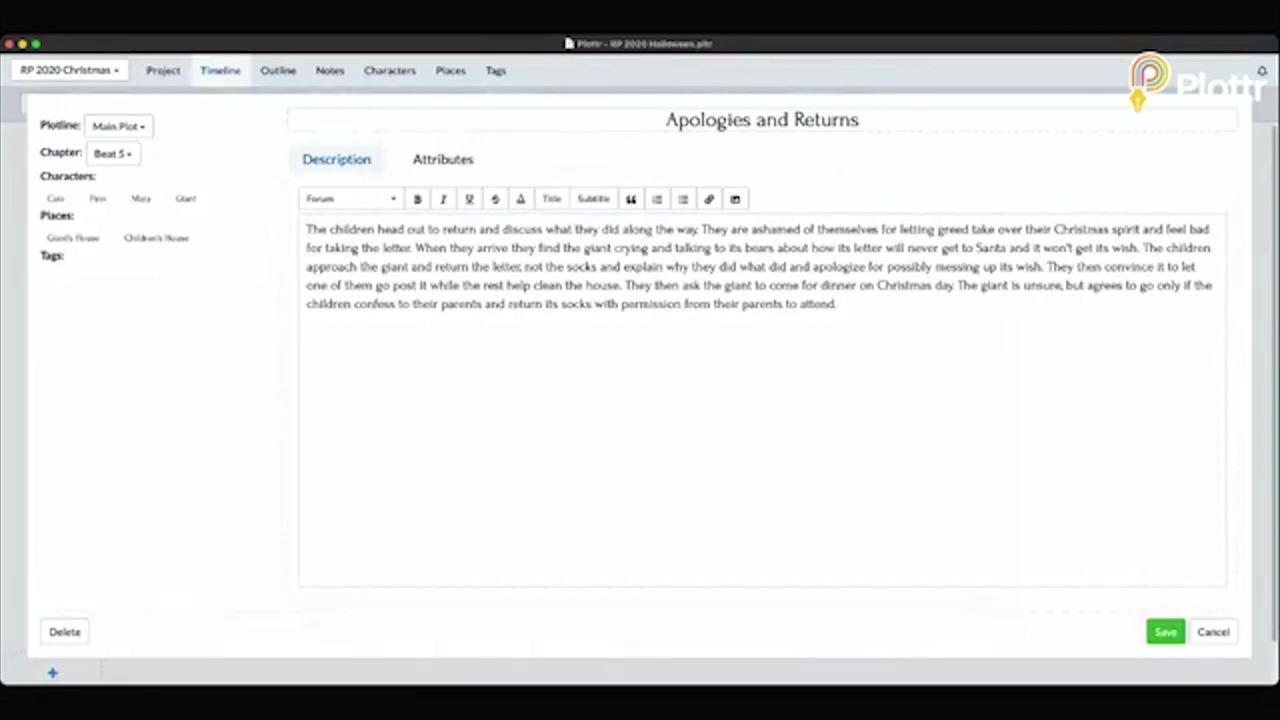 Plottr - RP 2020 Halloween.pltr
RP 2020 Christmas
Project
Timeline
Outline
Notes
Characters
Places
Tags
Plottr
Plotline: Main Plot
Apologies and Returns
Chapter: Beat 5
Description
Attributes
Characters:
Finn
Giant
Places:
Giant's House
Children's House
Tags:
Forum
B
I
U
S
A
Title
Subtitle
The children head out to return and discuss what they did along the way. They are ashamed of themselves for letting greed take over their Christmas spirit and feel bad
for taking the letter. When they arrive they find the giant crying and talking to its bears about how its letter will never get to Santa and it won't get its wish. The children
approach the giant and return the letter, not the socks and explain why they did what did and apologize for possibly messing up its wish. They then convince it to let
one of them go post it while the rest help clean the house. They then ask the giant to come for dinner on Christmas day. The giant is unsure, but agrees to go only if the
children confess to their parents and return its socks with permission from their parents to attend.
Delete
Save
Cancel